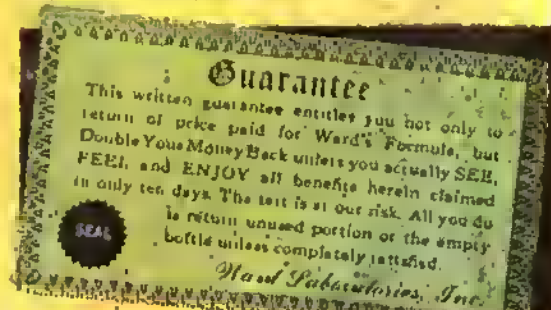 Guarantee
This written guarantee entitles you not only to
return of price paid for Ward's Formula, but
Double Your Money Back unless you actually SEE,
FEEL and ENJOY all benefits herein claimed
in only ten days. The test is at our risk. All you do
is return unused portion or the empty
bottle unless completely satisfied.
SEAL
Ward Laboratories, Inc.